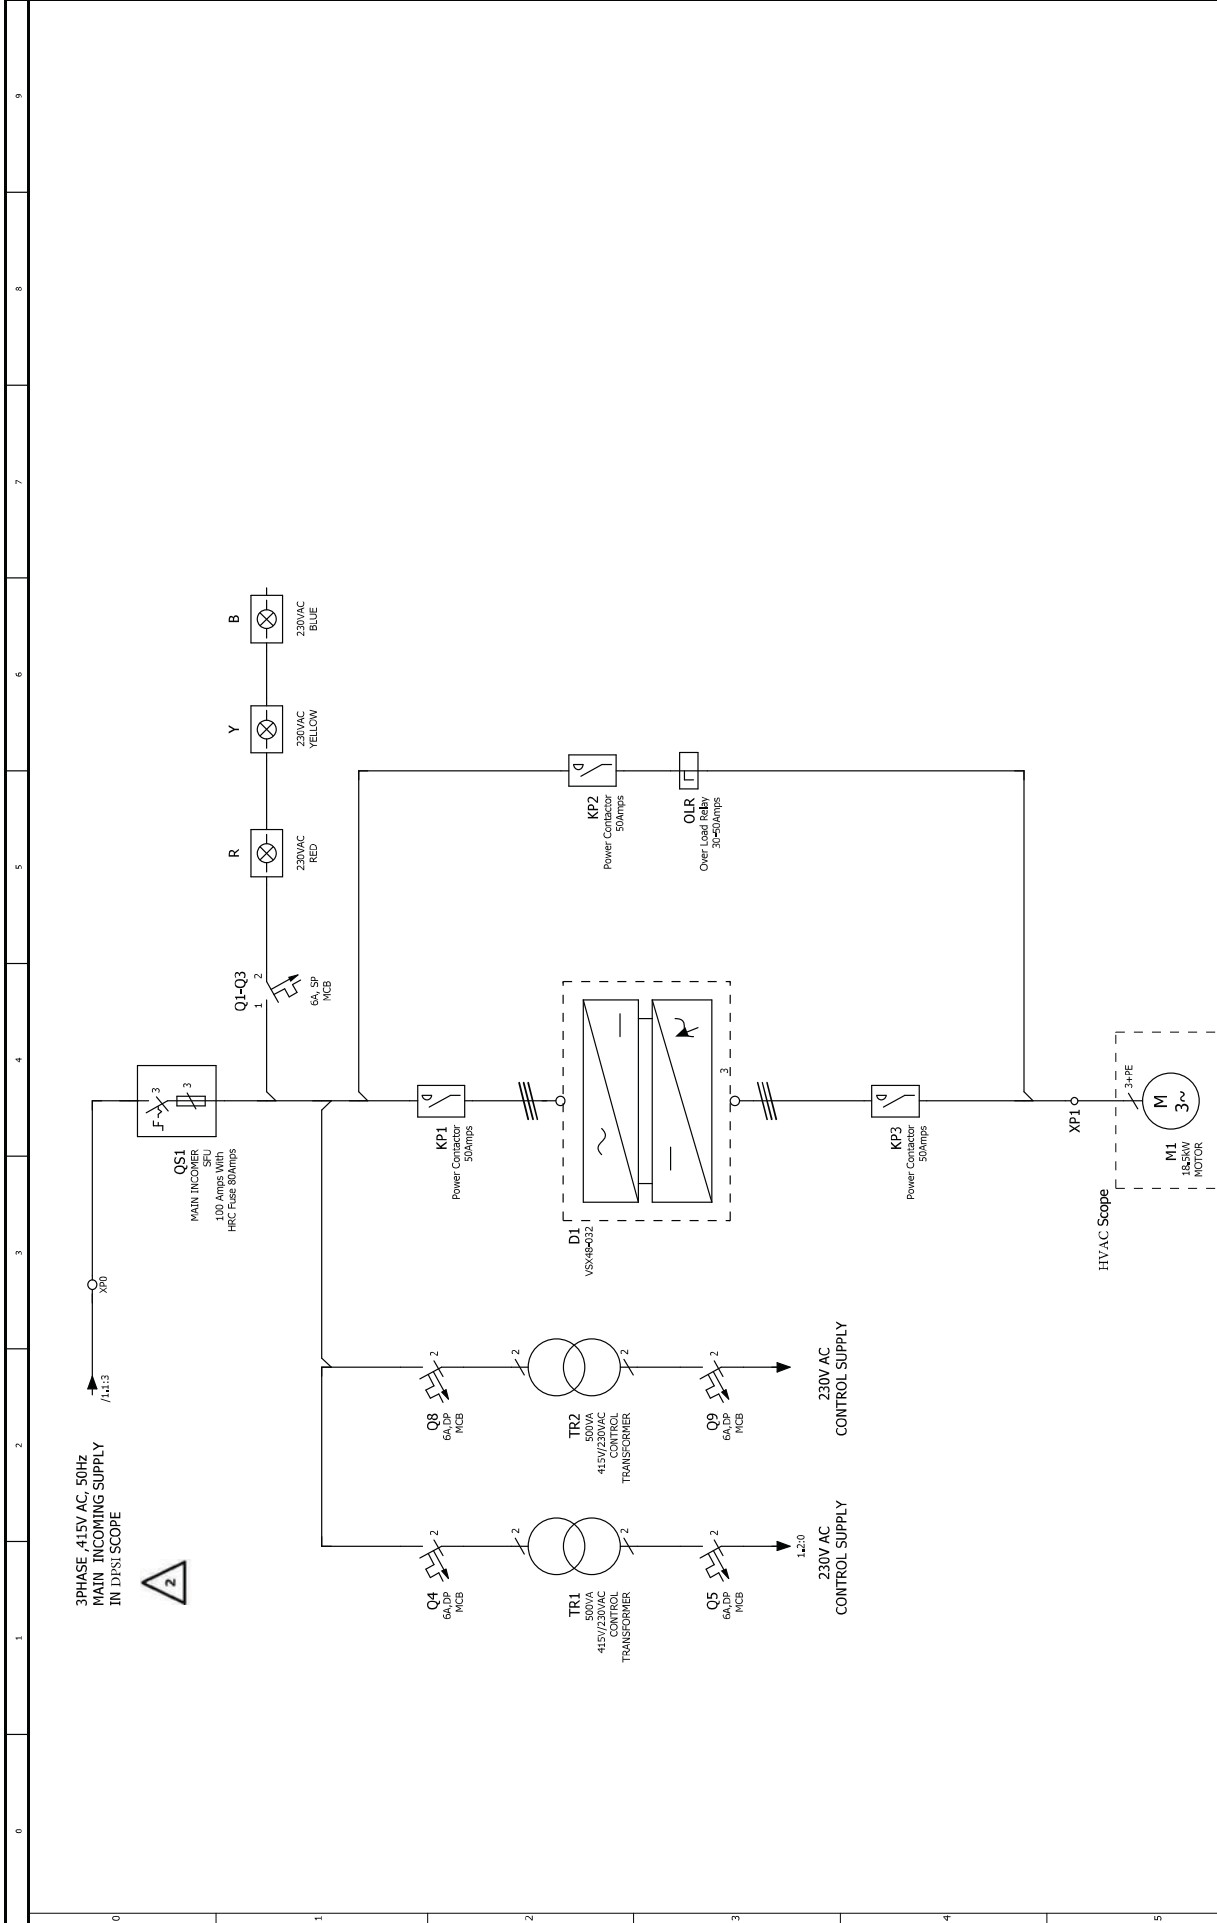 0
1
2
3
4
5
6
7
8
9
0
1
2
3
4
5
3PHASE ,415V AC, 50Hz
MAIN INCOMING SUPPLY
IN DPSI SCOPE
2
/1.1:3
XP0
QS1
MAIN INCOMER
SFU
100 Amps With
HRC Fuse 80Amps
3
3
Q1-Q3
1
2
6A, SP
MCB
R
230VAC
RED
Y
230VAC
YELLOW
B
230VAC
BLUE
Q4
6A,DP
MCB
2
Q8
6A,DP
MCB
2
KP1
Power Contactor
50Amps
2
TR1
500VA
415V/230VAC
CONTROL
TRANSFORMER
2
2
TR2
500VA
415V/230VAC
CONTROL
TRANSFORMER
2
D1
VSX48-032
3
KP2
Power Contactor
50Amps
OLR
Over Load Relay
30-50Amps
Q5
6A,DP
MCB
2
Q9
6A,DP
MCB
2
1.2:0
230V AC
CONTROL SUPPLY
230V AC
CONTROL SUPPLY
KP3
Power Contactor
50Amps
XP1
HVAC Scope
3+PE
M
3~
M1
18.5kW
MOTOR